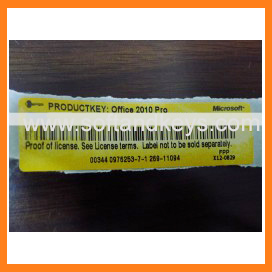 PRODUCTKEY: Office 2010 Pro Microsoft
Proof of license. See License terms. Label not to be sold separately.
00344 0976253-7-1 269-11094
FPP